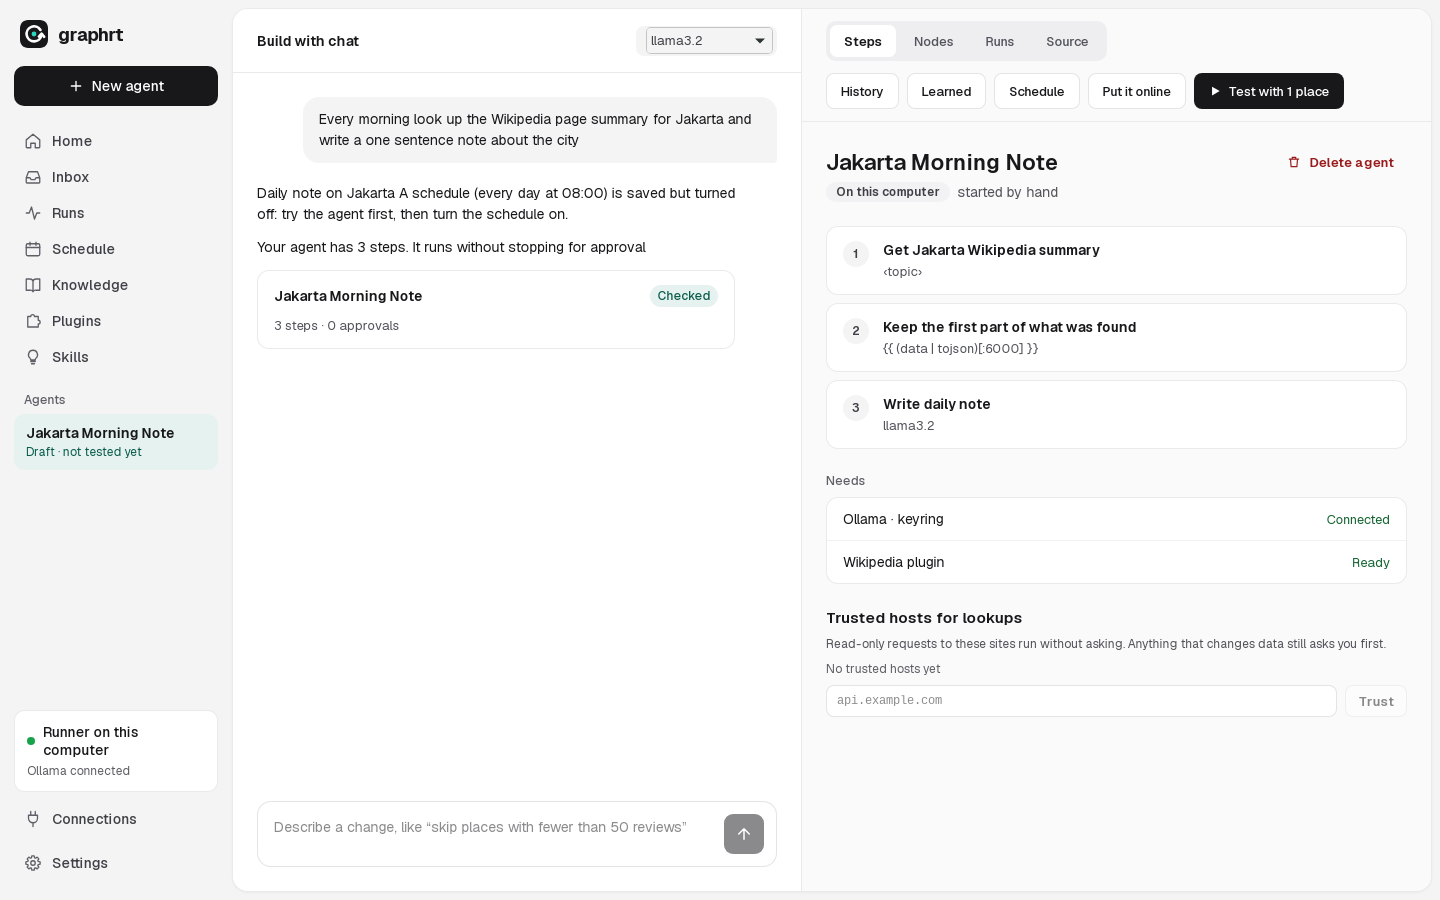 graphrt
New agent
Home
Inbox
Runs
Schedule
Knowledge
Plugins
Skills
Agents
Jakarta Morning Note
Draft · not tested yet
Runner on this
computer
Ollama connected
Connections
Settings
Build with chat
llama3.2
Every morning look up the Wikipedia page summary for Jakarta and
write a one sentence note about the city
Daily note on Jakarta A schedule (every day at 08:00) is saved but turned
off: try the agent first, then turn the schedule on.
Your agent has 3 steps. It runs without stopping for approval
Jakarta Morning Note
Checked
3 steps · 0 approvals
Describe a change, like “skip places with fewer than 50 reviews”
Steps
Nodes
Runs
Source
History
Learned
Schedule
Put it online
Test with 1 place
Jakarta Morning Note
Delete agent
On this computer
started by hand
1
Get Jakarta Wikipedia summary
‹topic›
2
Keep the first part of what was found
{{ (data | tojson)[:6000] }}
3
Write daily note
llama3.2
Needs
Ollama · keyring
Connected
Wikipedia plugin
Ready
Trusted hosts for lookups
Read-only requests to these sites run without asking. Anything that changes data still asks you first.
No trusted hosts yet
api.example.com
Trust